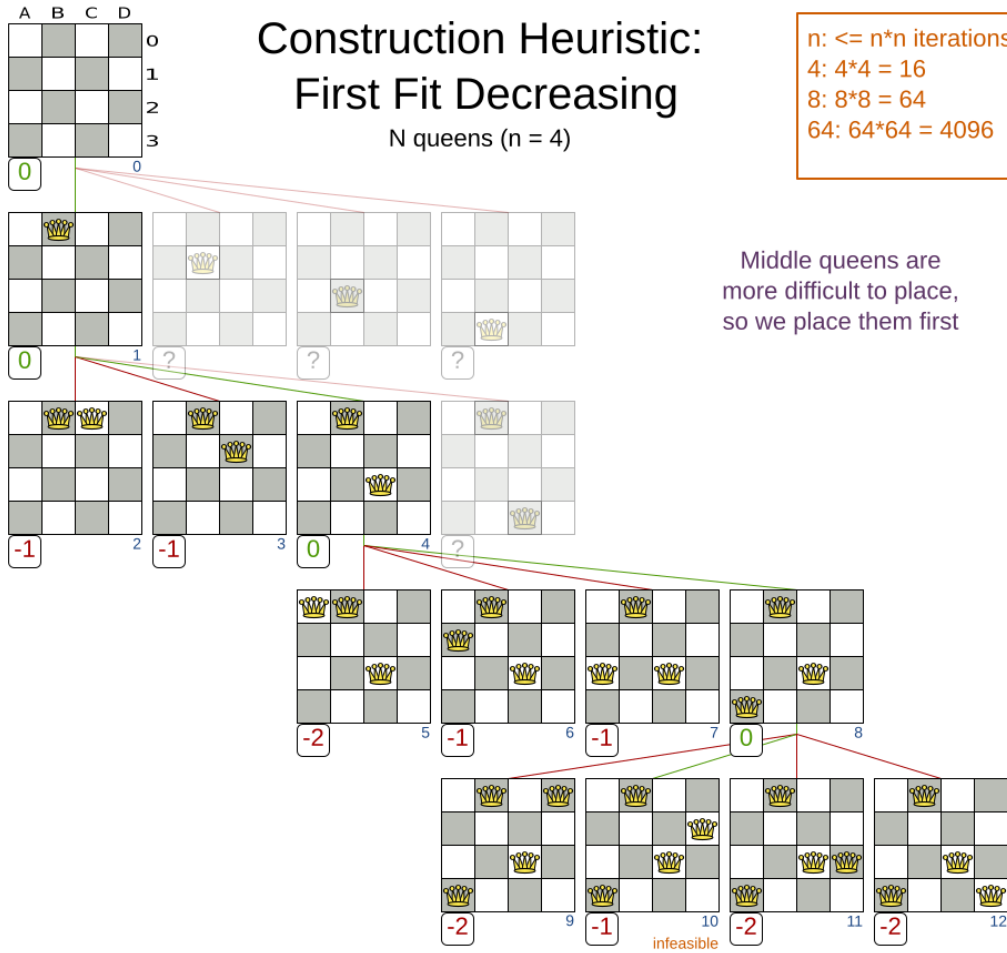 A B C D
0
1
2
3
0
0
Construction Heuristic:
First Fit Decreasing
N queens (n = 4)
n: <= n*n iterations
4: 4*4 = 16
8: 8*8 = 64
64: 64*64 = 4096
Middle queens are
more difficult to place,
so we place them first
0 1 ? ? ?
-1 2 -1 3 0 4 ?
-2 5 -1 6 -1 7 0 8
-2 9 -1 10 -2 11 -2 12
infeasible